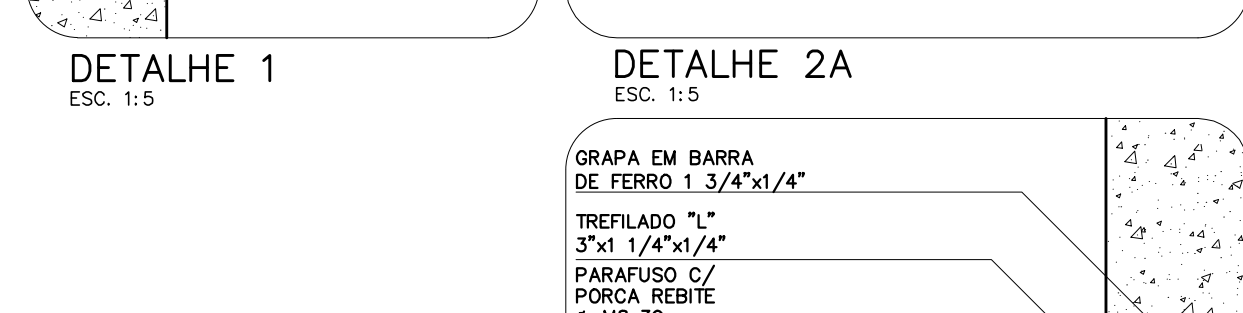 DETALHE 1
ESC. 1:5
DETALHE 2A
ESC. 1:5
GRAPA EM BARRA
DE FERRO 1 3/4"x1/4"
TREFILADO "L"
3"x1 1/4"x1/4"
PARAFUSO C/
PORCA REBITE